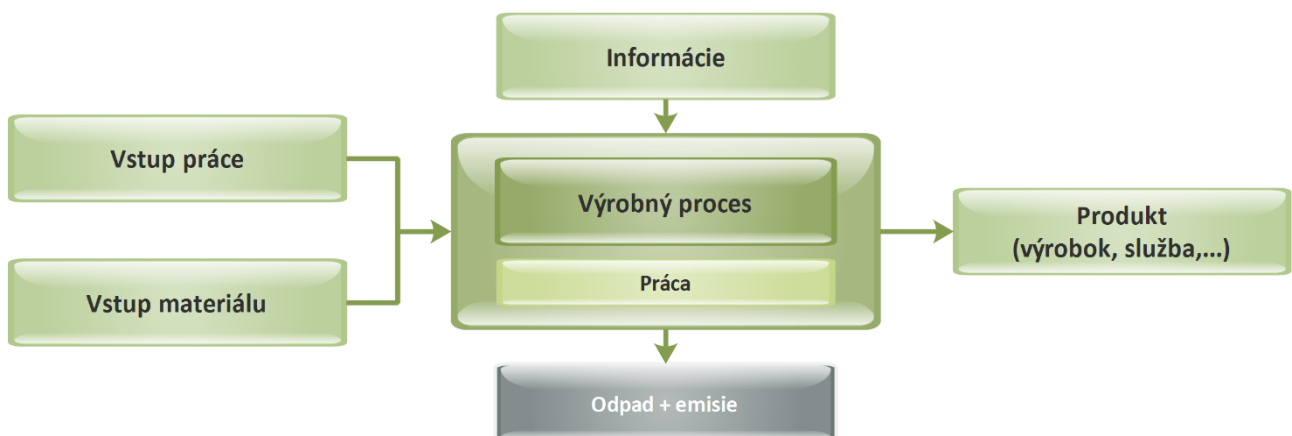 Informácie
Vstup práce
Výrobný proces
Produkt
(výrobok, služba,...)
Práca
Vstup materiálu
Odpad + emisie